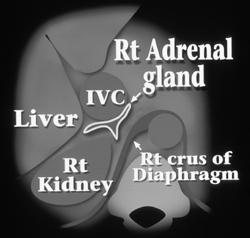 Rt Adrenal
gland
IVC
Liver
Rt
Kidney
Rt crus of
Diaphragm